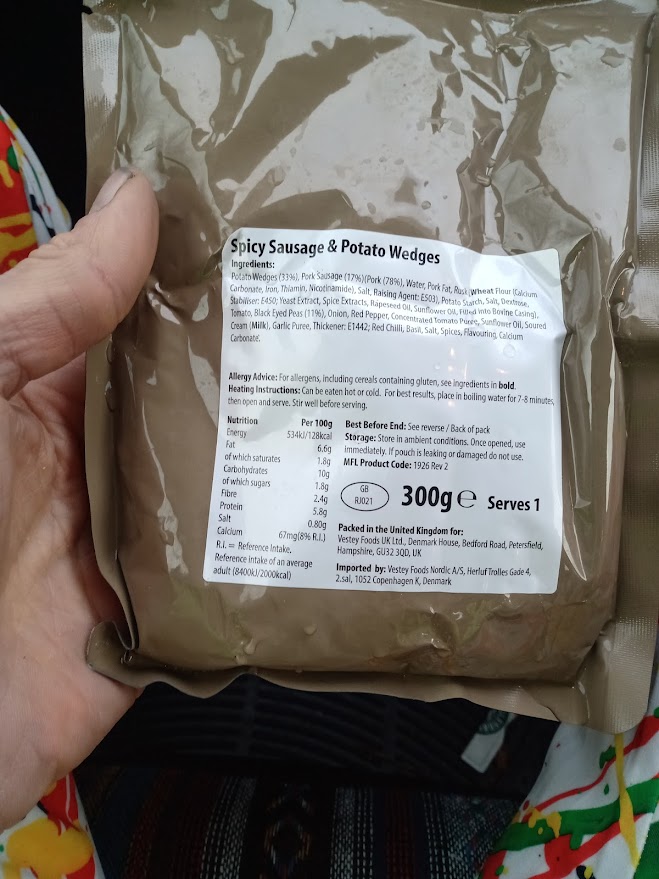 Spicy Sausage & Potato Wedges
Ingredients:
Potato Wedges (33%), Pork Sausage (17%)(Pork (78%), Water, Pork Fat, Rusk (Wheat Flour (Calcium
Carbonate, Iron, Thiamin, Nicotinamide), Salt, Raising Agent: E503), Potato Starch, Salt, Dextrose,
Stabiliser: E450; Yeast Extract, Spice Extracts, Rapeseed Oil, Sunflower Oil, Filled into Bovine Casing),
Tomato, Black Eyed Peas (11%), Onion, Red Pepper, Concentrated Tomato Puree, Sunflower Oil, Soured
Cream (Milk), Garlic Puree, Thickener: E1442; Red Chilli, Basil, Salt, Spices, Flavouring, Calcium
Carbonate.
Allergy Advice: For allergens, including cereals containing gluten, see ingredients in bold.
Heating Instructions: Can be eaten hot or cold. For best results, place in boiling water for 7-8 minutes,
then open and serve. Stir well before serving.
Nutrition Per 100g
Energy 534kJ/128kcal
Fat 6.6g
of which saturates 1.8g
Carbohydrates 10g
of which sugars 1.8g
Fibre 2.4g
Protein 5.8g
Salt 0.80g
Calcium 67mg(8% R.I.)
R.I. = Reference Intake.
Reference intake of an average
adult (8400kJ/2000kcal)
Best Before End: See reverse / Back of pack
Storage: Store in ambient conditions. Once opened, use
immediately. If pouch is leaking or damaged do not use.
MFL Product Code: 1926 Rev 2
GB
RJ021
300g e Serves 1
Packed in the United Kingdom for:
Vestey Foods UK Ltd., Denmark House, Bedford Road, Petersfield,
Hampshire, GU32 3QD, UK
Imported by: Vestey Foods Nordic A/S, Herluf Trolles Gade 4,
2.sal, 1052 Copenhagen K, Denmark